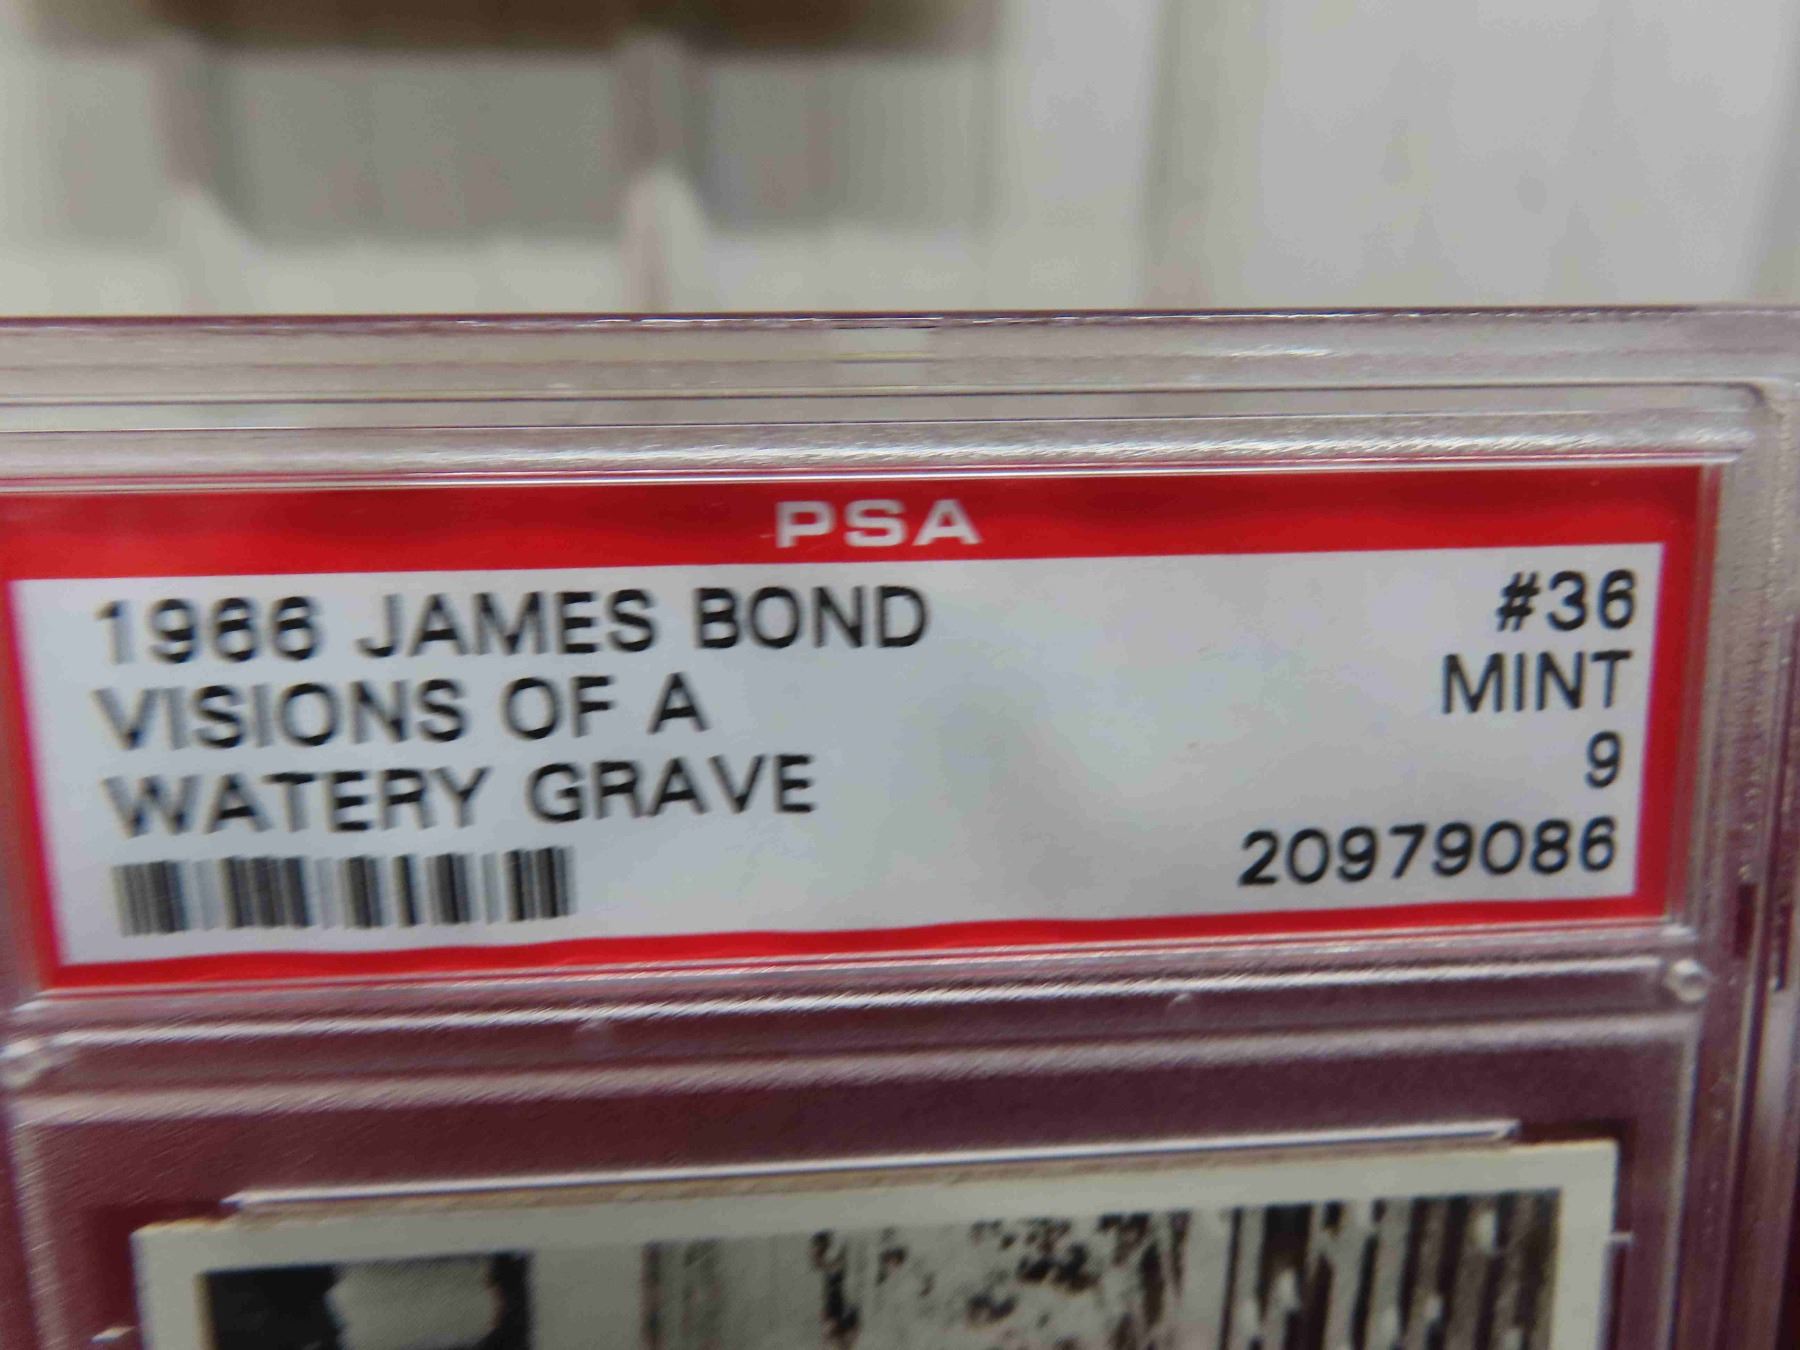 PSA
1966 JAMES BOND #36
VISIONS OF A MINT
WATERY GRAVE 9
20979086